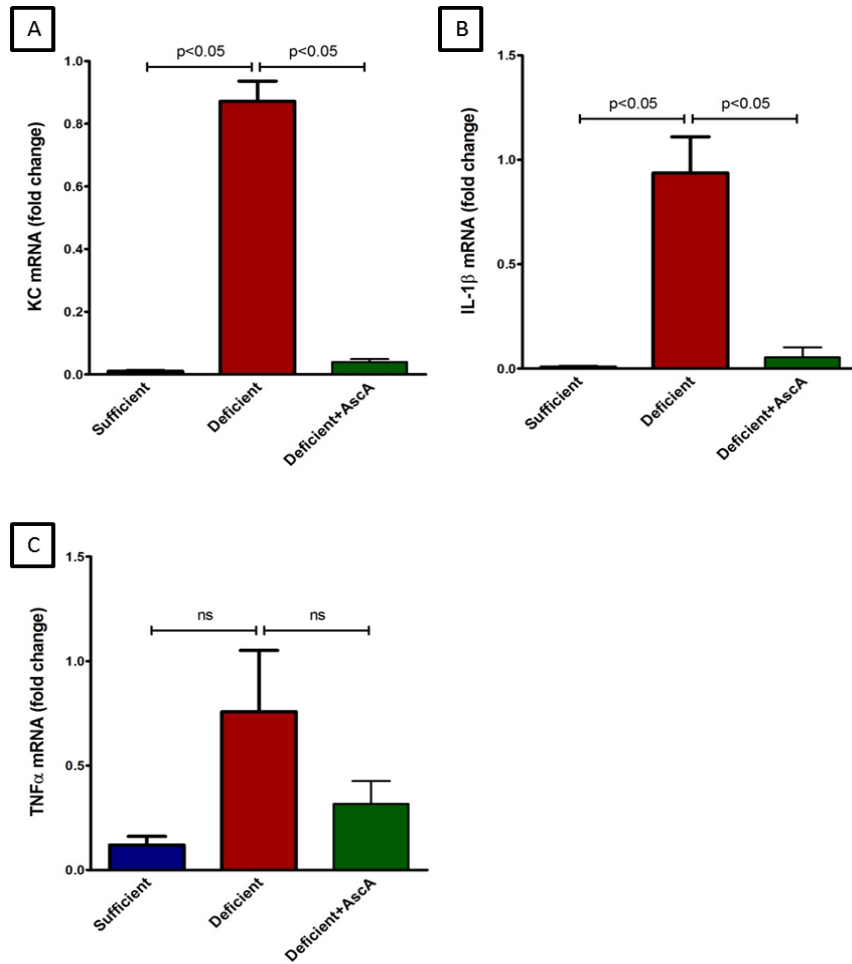 A
KC mRNA (fold change)
1.0
0.8
0.6
0.4
0.2
0.0
p<0.05
p<0.05
Sufficient
Deficient
Deficient+AscA
B
IL-1β mRNA (fold change)
1.5
1.0
0.5
0.0
p<0.05
p<0.05
Sufficient
Deficient
Deficient+AscA
C
TNFα mRNA (fold change)
1.5
1.0
0.5
0.0
ns
ns
Sufficient
Deficient
Deficient+AscA